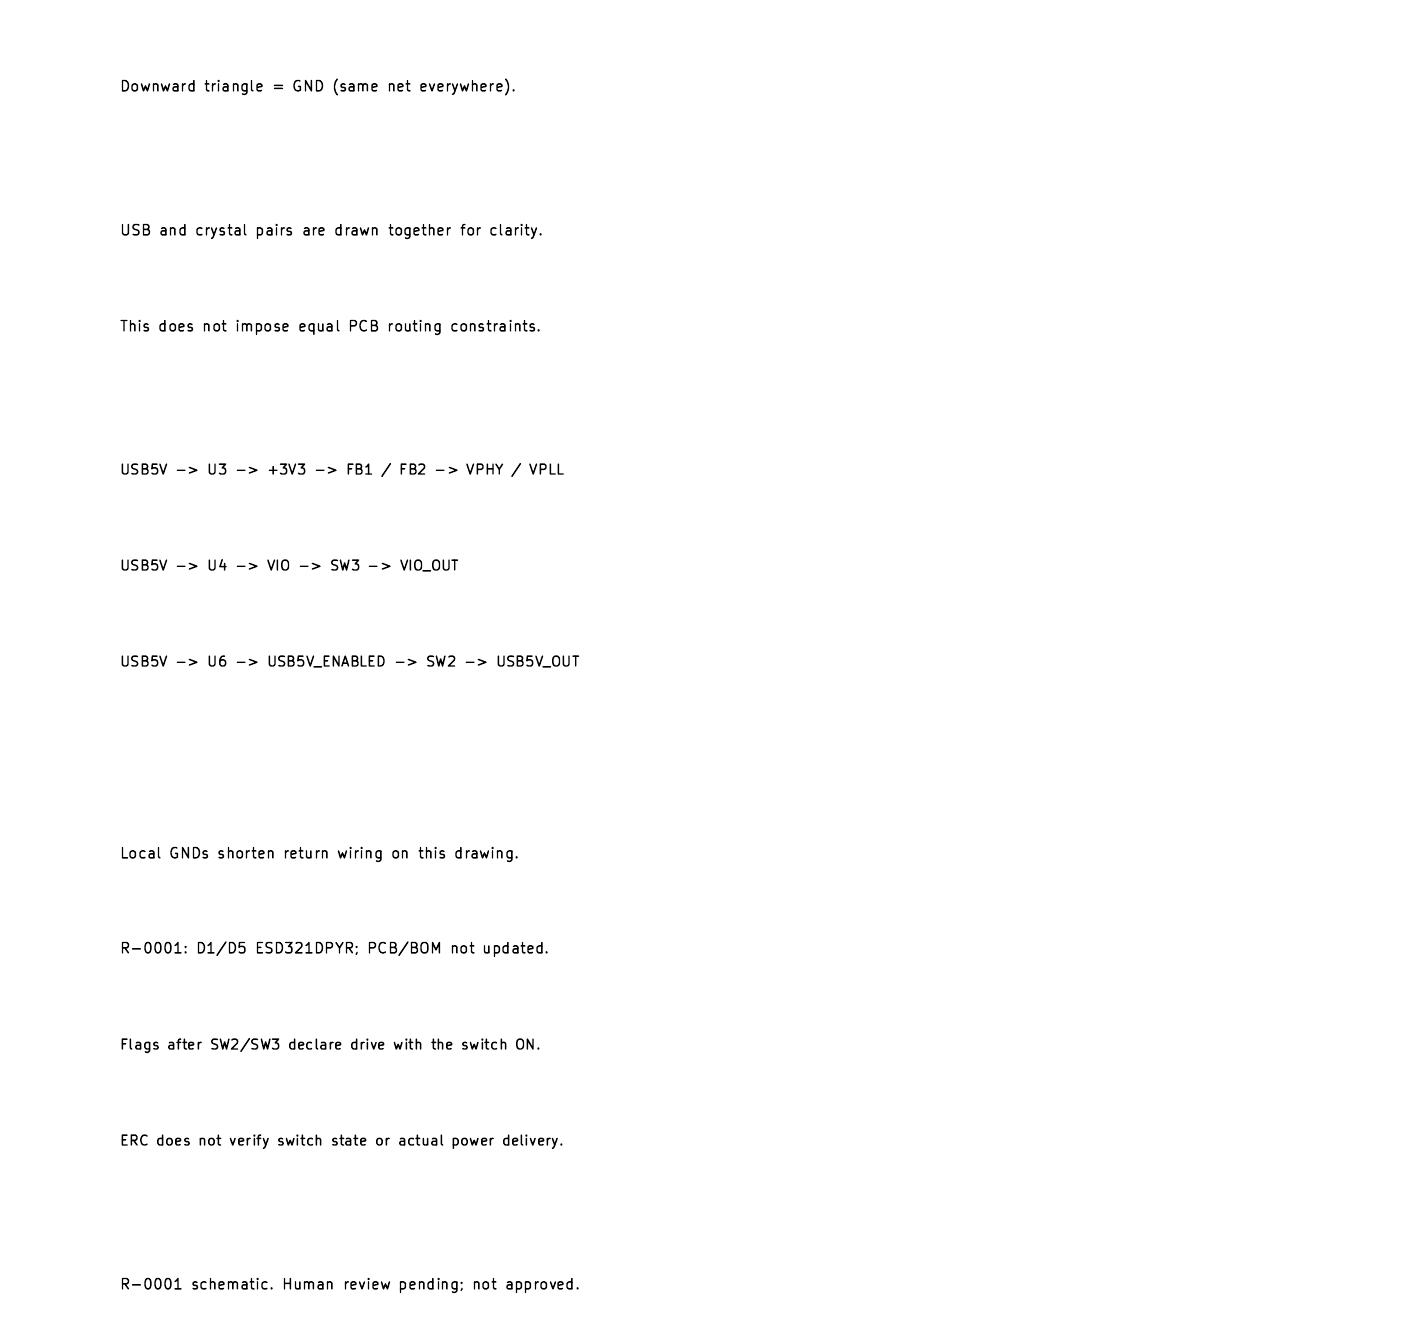 Downward triangle = GND (same net everywhere).
USB and crystal pairs are drawn together for clarity.
This does not impose equal PCB routing constraints.
USB5V -> U3 -> +3V3 -> FB1 / FB2 -> VPHY / VPLL
USB5V -> U4 -> VIO -> SW3 -> VIO_OUT
USB5V -> U6 -> USB5V_ENABLED -> SW2 -> USB5V_OUT
Local GNDs shorten return wiring on this drawing.
R-0001: D1/D5 ESD321DPYR; PCB/BOM not updated.
Flags after SW2/SW3 declare drive with the switch ON.
ERC does not verify switch state or actual power delivery.
R-0001 schematic. Human review pending; not approved.